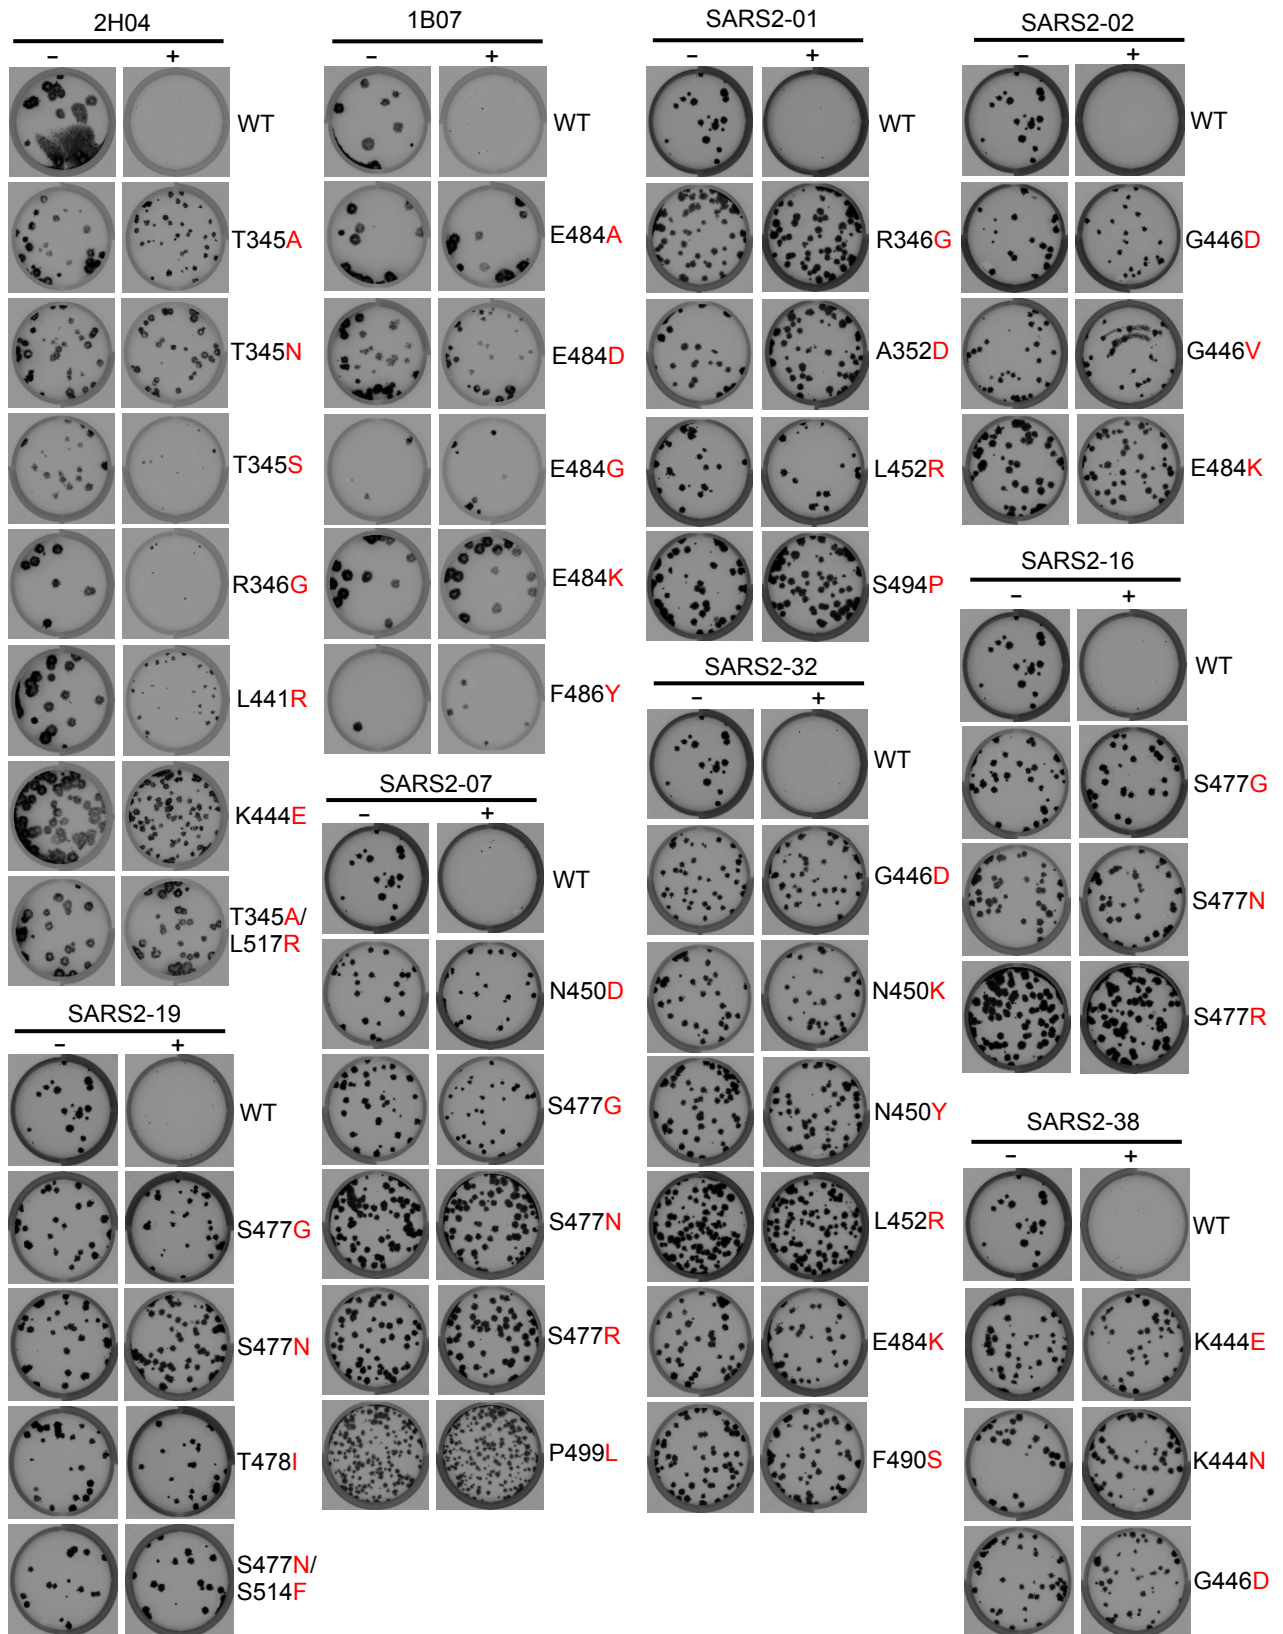 2H04
− +
WT
T345A
T345N
T345S
R346G
L441R
K444E
T345A/
L517R
SARS2-19
− +
WT
S477G
S477N
T478I
S477N/
S514F
1B07
− +
WT
E484A
E484D
E484G
E484K
F486Y
SARS2-07
− +
WT
N450D
S477G
S477N
S477R
P499L
SARS2-01
− +
WT
R346G
A352D
L452R
S494P
SARS2-32
− +
WT
G446D
N450K
N450Y
L452R
E484K
F490S
SARS2-02
− +
WT
G446D
G446V
E484K
SARS2-16
− +
WT
S477G
S477N
S477R
SARS2-38
− +
WT
K444E
K444N
G446D